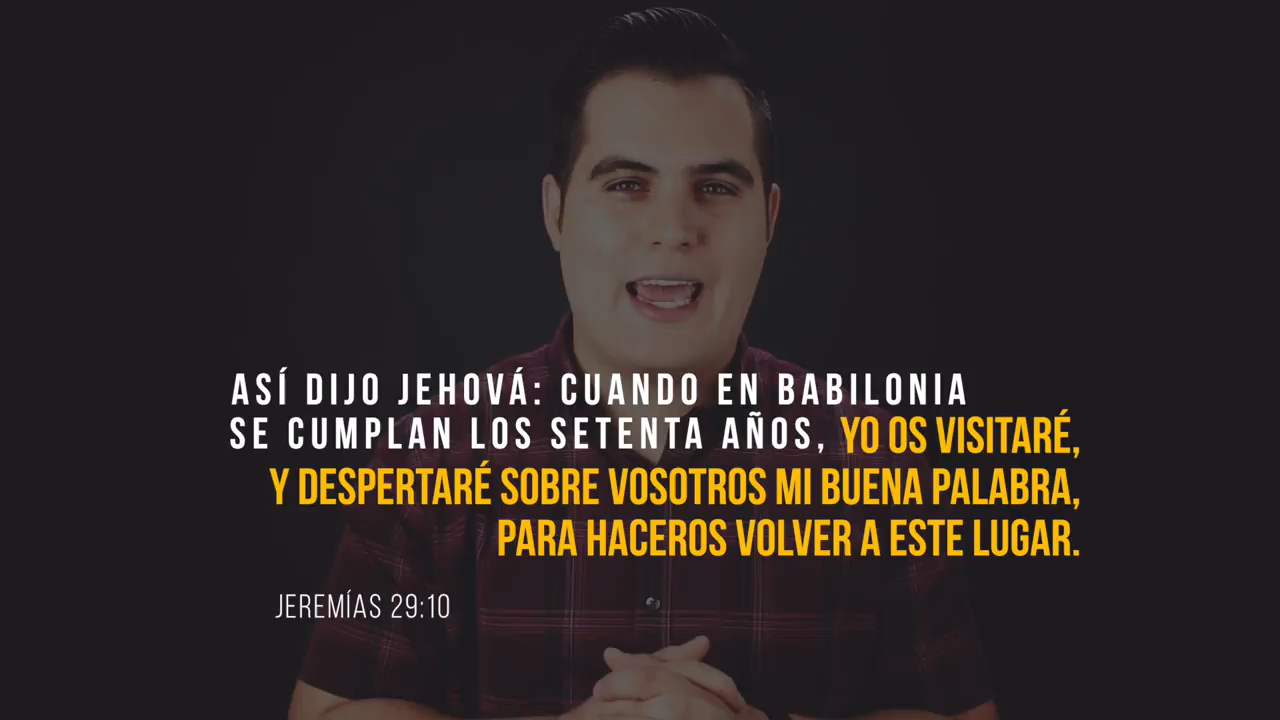 ASÍ DIJO JEHOVÁ: CUANDO EN BABILONIA
SE CUMPLAN LOS SETENTA AÑOS, YO OS VISITARÉ,
Y DESPERTARÉ SOBRE VOSOTROS MI BUENA PALABRA,
PARA HACEROS VOLVER A ESTE LUGAR.
JEREMÍAS 29:10